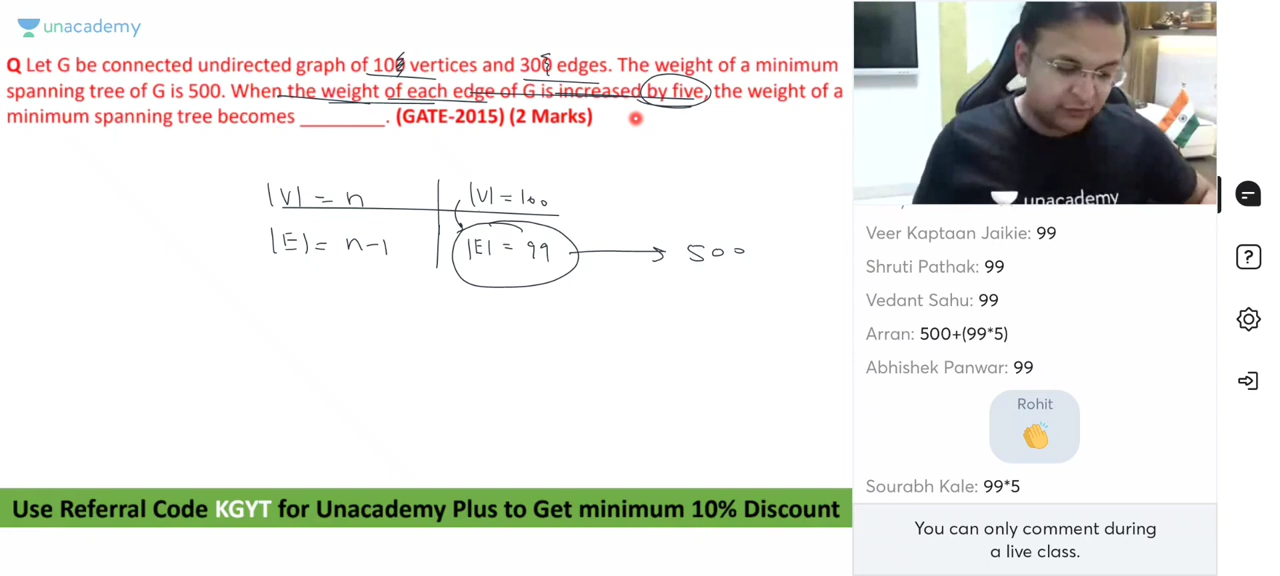 unacademy
Q Let G be connected undirected graph of 100 vertices and 300 edges. The weight of a minimum
spanning tree of G is 500. When the weight of each edge of G is increased by five, the weight of a
minimum spanning tree becomes _________. (GATE-2015) (2 Marks)
|V| = n
|V| = 100
|E| = n-1
|E| = 99
500
unacademy
Veer Kaptaan Jaikie: 99
Shruti Pathak: 99
Vedant Sahu: 99
Arran: 500+(99*5)
Abhishek Panwar: 99
Rohit
Sourabh Kale: 99*5
You can only comment during
a live class.
Use Referral Code KGYT for Unacademy Plus to Get minimum 10% Discount